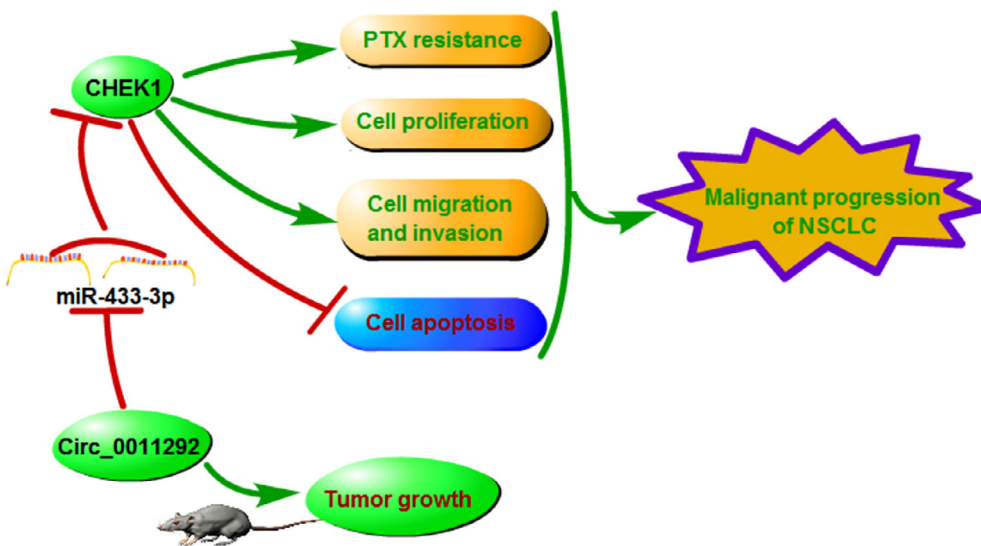 PTX resistance
CHEK1
Cell proliferation
Cell migration
and invasion
Malignant progression
of NSCLC
miR-433-3p
Cell apoptosis
Circ_0011292
Tumor growth